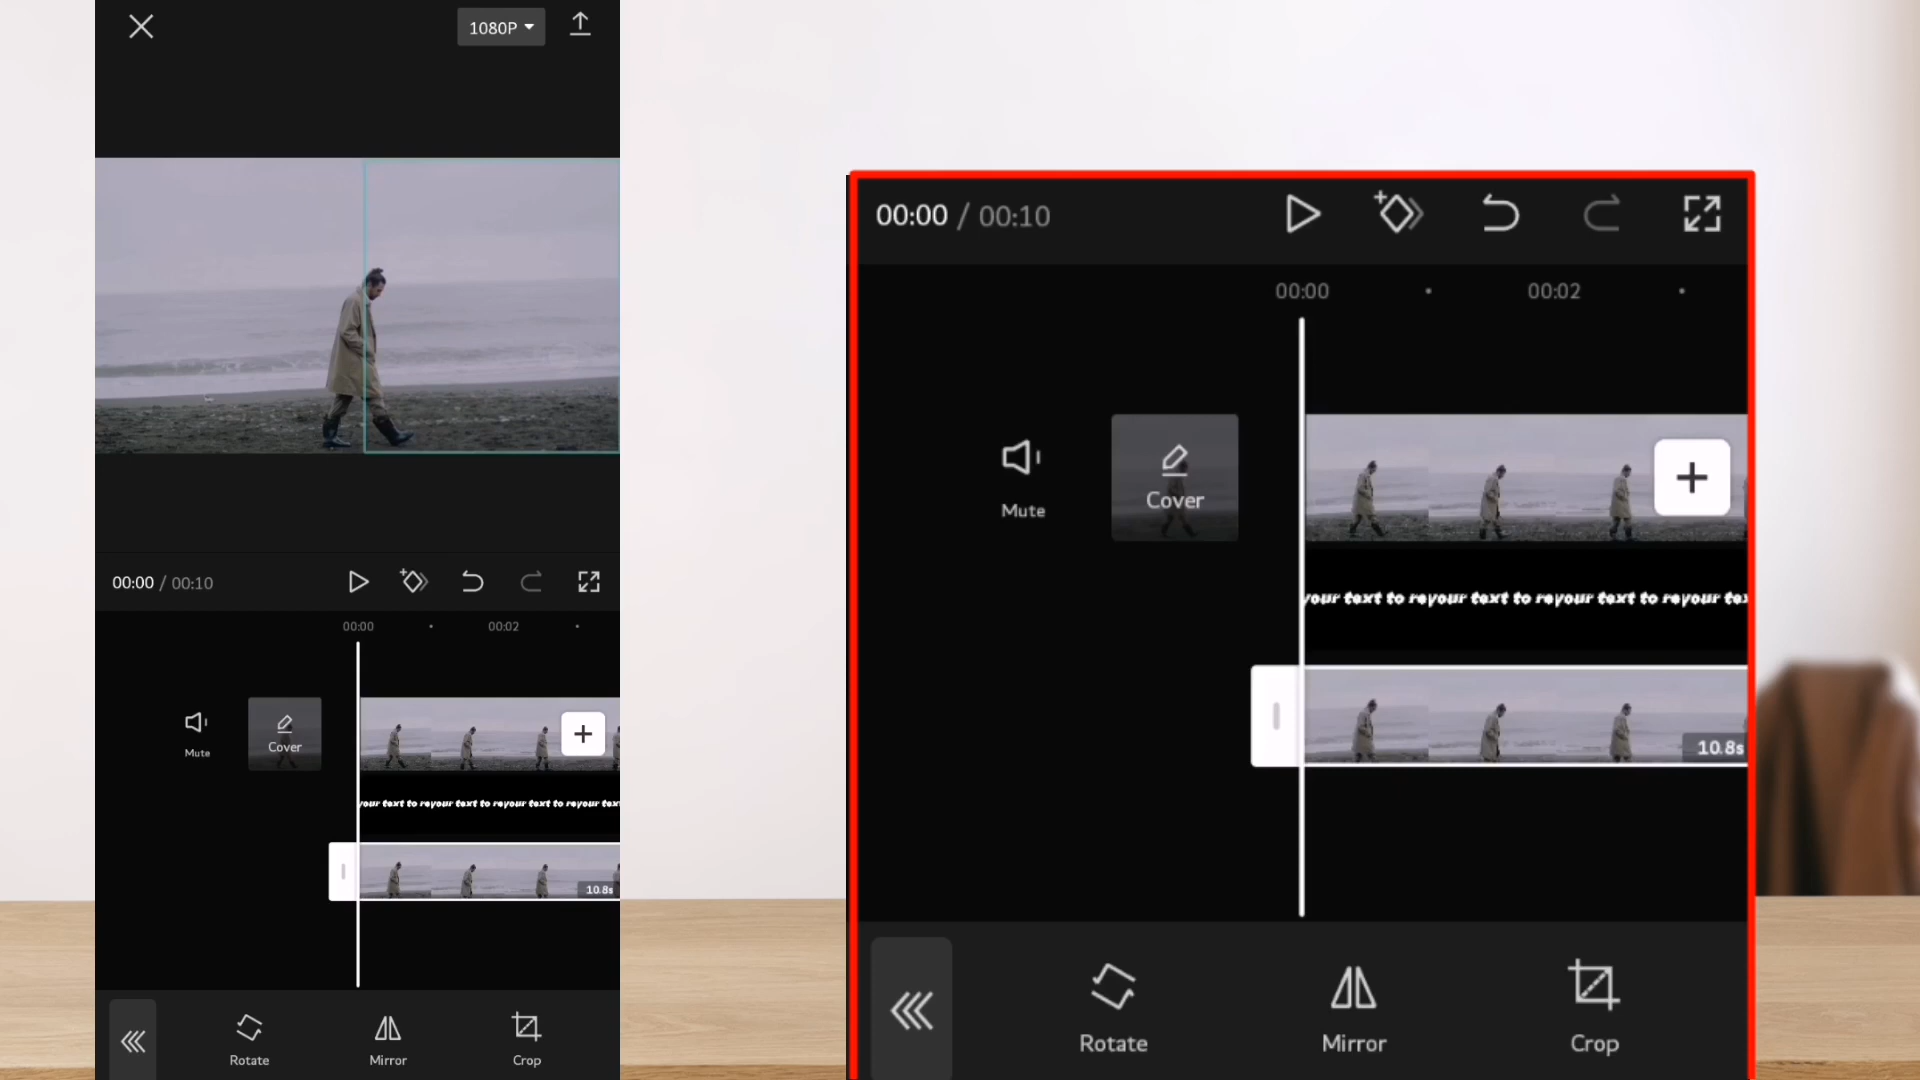 1080P
00:00 / 00:10
00:00
00:02
Mute
Cover
your text to reyour text to reyour text to reyour text
10.8s
Rotate
Mirror
Crop
00:00 / 00:10
00:00
00:02
Mute
Cover
your text to reyour text to reyour text to reyour tex
10.8s
Rotate
Mirror
Crop